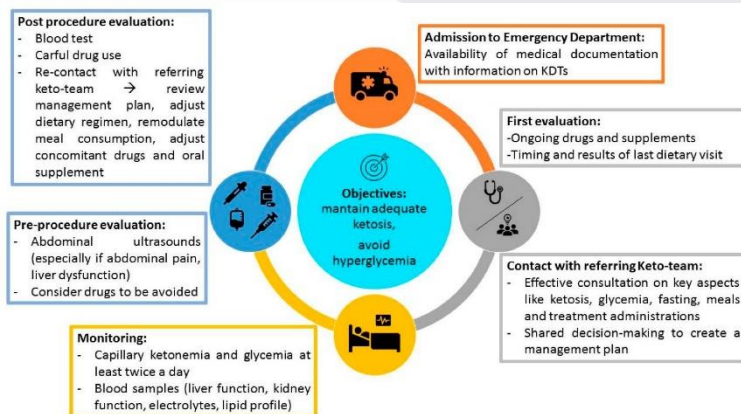 Post procedure evaluation:
- Blood test
- Carful drug use
- Re-contact with referring
keto-team → review
management plan, adjust
dietary regimen, remodulate
meal consumption, adjust
concomitant drugs and oral
supplement
Admission to Emergency Department:
Availability of medical documentation
with information on KDTs
First evaluation:
-Ongoing drugs and supplements
-Timing and results of last dietary visit
Objectives:
mantain adequate
ketosis,
avoid
hyperglycemia
Pre-procedure evaluation:
- Abdominal ultrasounds
(especially if abdominal pain,
liver dysfunction)
- Consider drugs to be avoided
Contact with referring Keto-team:
- Effective consultation on key aspects
like ketosis, glycemia, fasting, meals
and treatment administrations
- Shared decision-making to create a
management plan
Monitoring:
- Capillary ketonemia and glycemia at
least twice a day
- Blood samples (liver function, kidney
function, electrolytes, lipid profile)